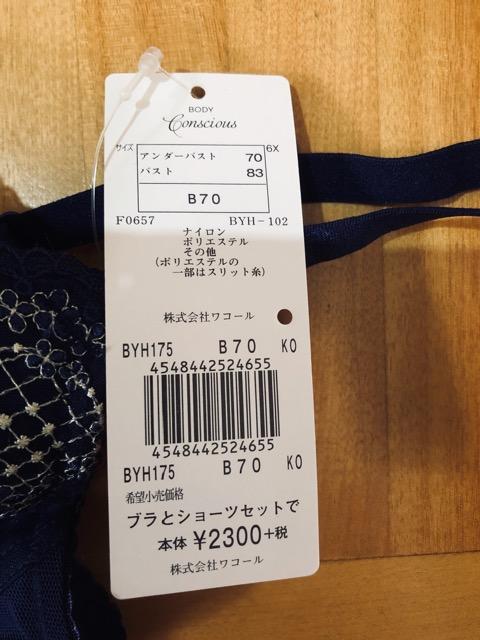 BODY
Conscious
サイズ 6X
アンダーバスト 70
バスト 83
B70
F0657 BYH-102
ナイロン
ポリエステル
その他
(ポリエステルの
一部はスリット糸)
株式会社ワコール
BYH175 B70 KO
4548442524655
4548442524655
BYH175 B70 KO
希望小売価格
ブラとショーツセットで
本体 ¥2300+税
株式会社ワコール